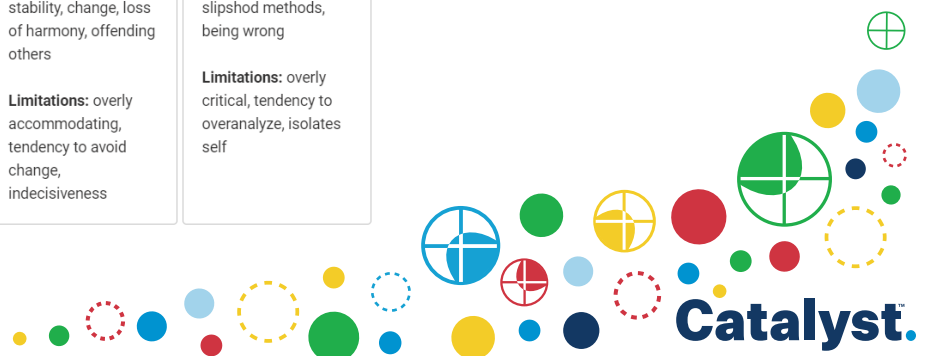 stability, change, loss
of harmony, offending
others
Limitations: overly
accommodating,
tendency to avoid
change,
indecisiveness
slipshod methods,
being wrong
Limitations: overly
critical, tendency to
overanalyze, isolates
self
Catalyst.™